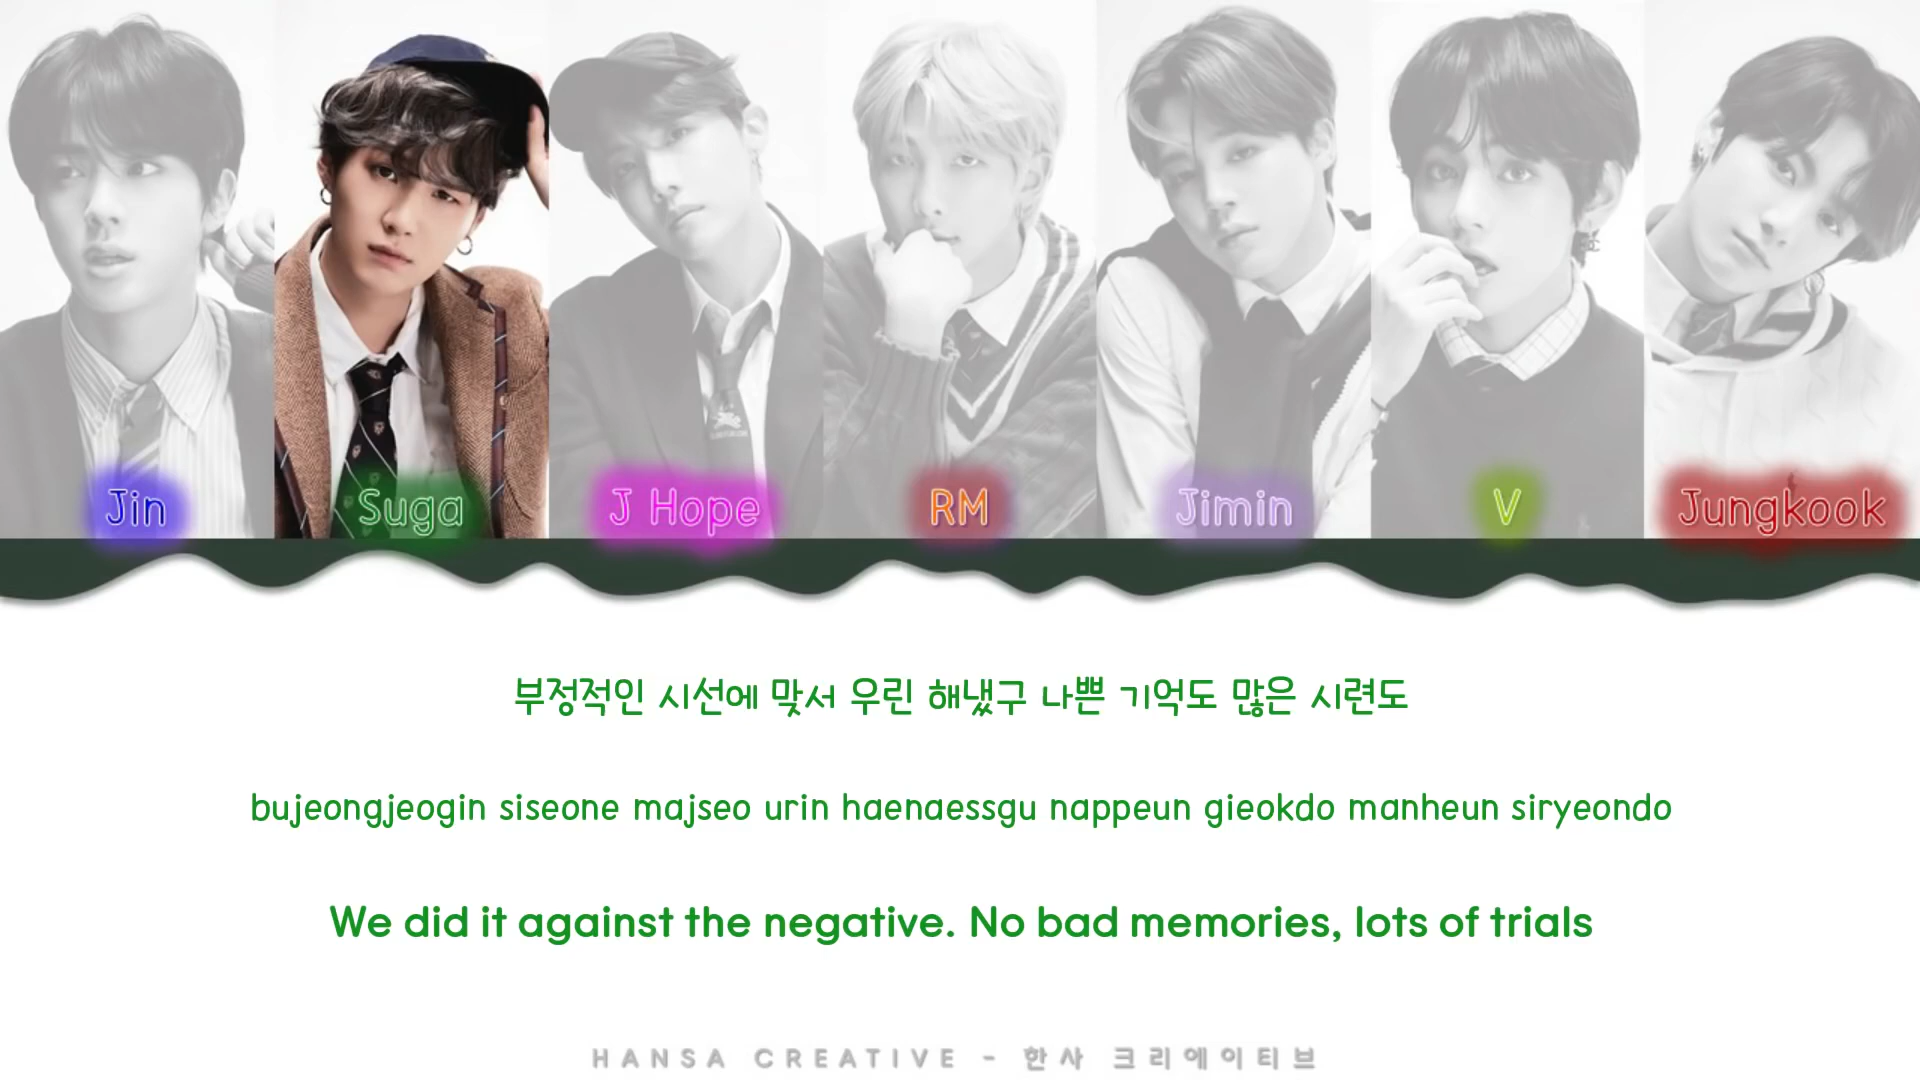 Jin Suga J Hope RM Jimin V Jungkook
부정적인 시선에 맞서 우린 해냈구 나쁜 기억도 많은 시련도
bujeongjeogin siseone majseo urin haenaessgu nappeun gieokdo manheun siryeondo
We did it against the negative. No bad memories, lots of trials
HANSA CREATIVE - 한사 크리에이티브